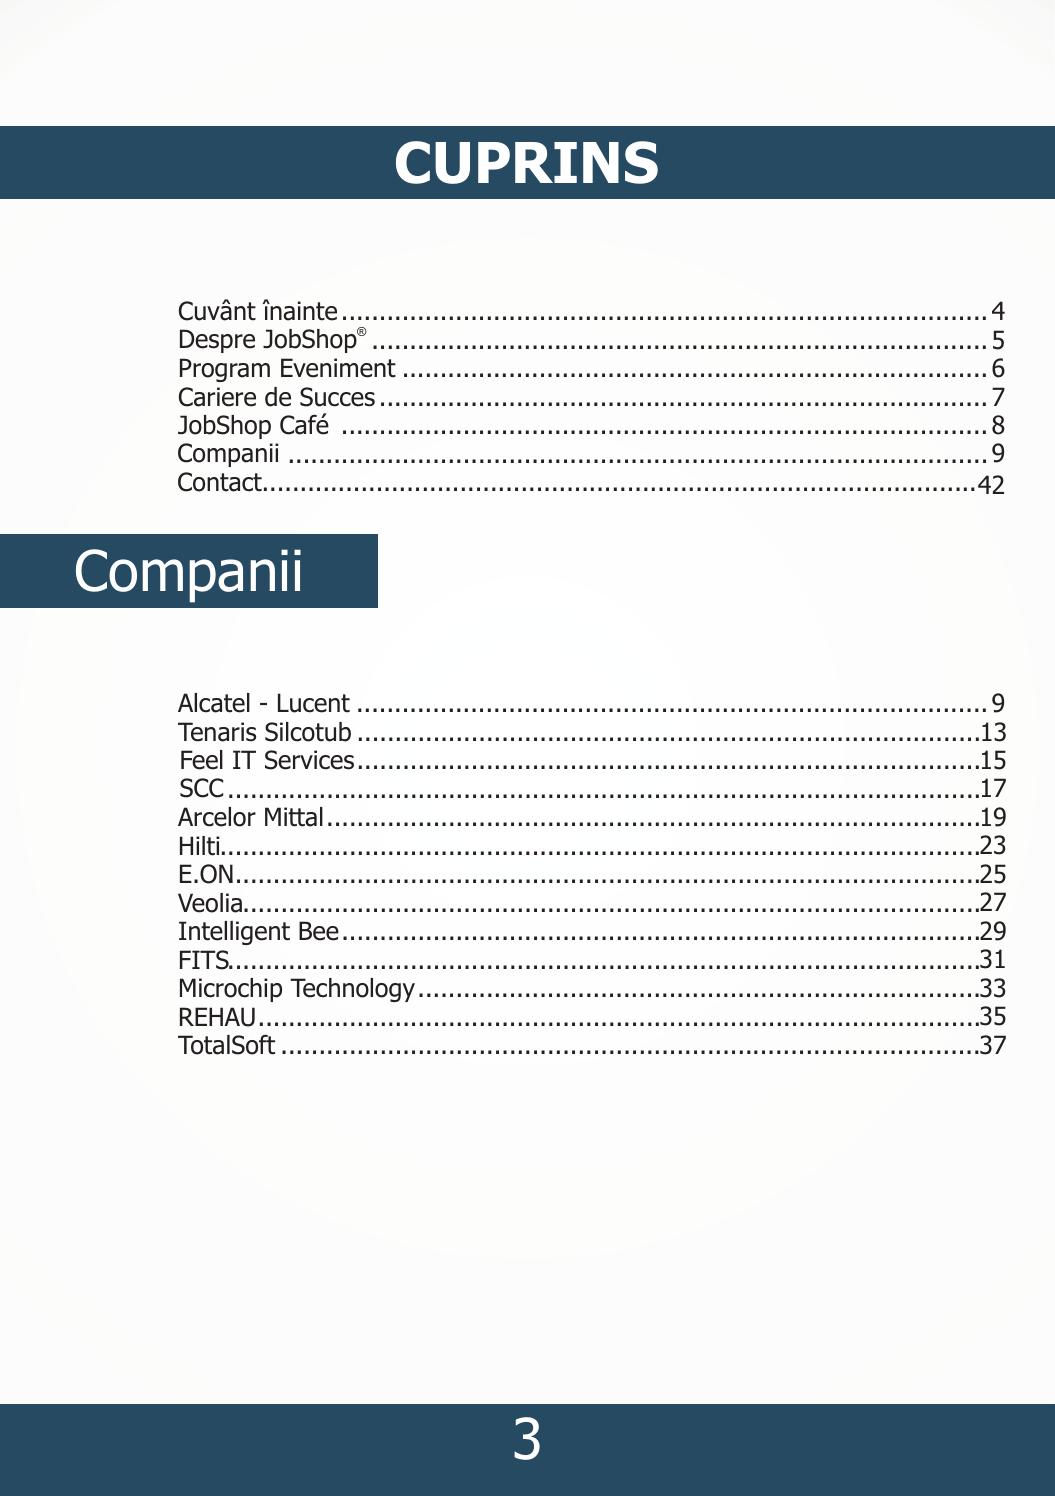 CUPRINS
Cuvânt înainte ........ 4
Despre JobShop® ........ 5
Program Eveniment ........ 6
Cariere de Succes ........ 7
JobShop Café ........ 8
Companii ........ 9
Contact ........ 42
Companii
Alcatel - Lucent ........ 9
Tenaris Silcotub ........ 13
Feel IT Services ........ 15
SCC ........ 17
Arcelor Mittal ........ 19
Hilti ........ 23
E.ON ........ 25
Veolia ........ 27
Intelligent Bee ........ 29
FITS ........ 31
Microchip Technology ........ 33
REHAU ........ 35
TotalSoft ........ 37
3